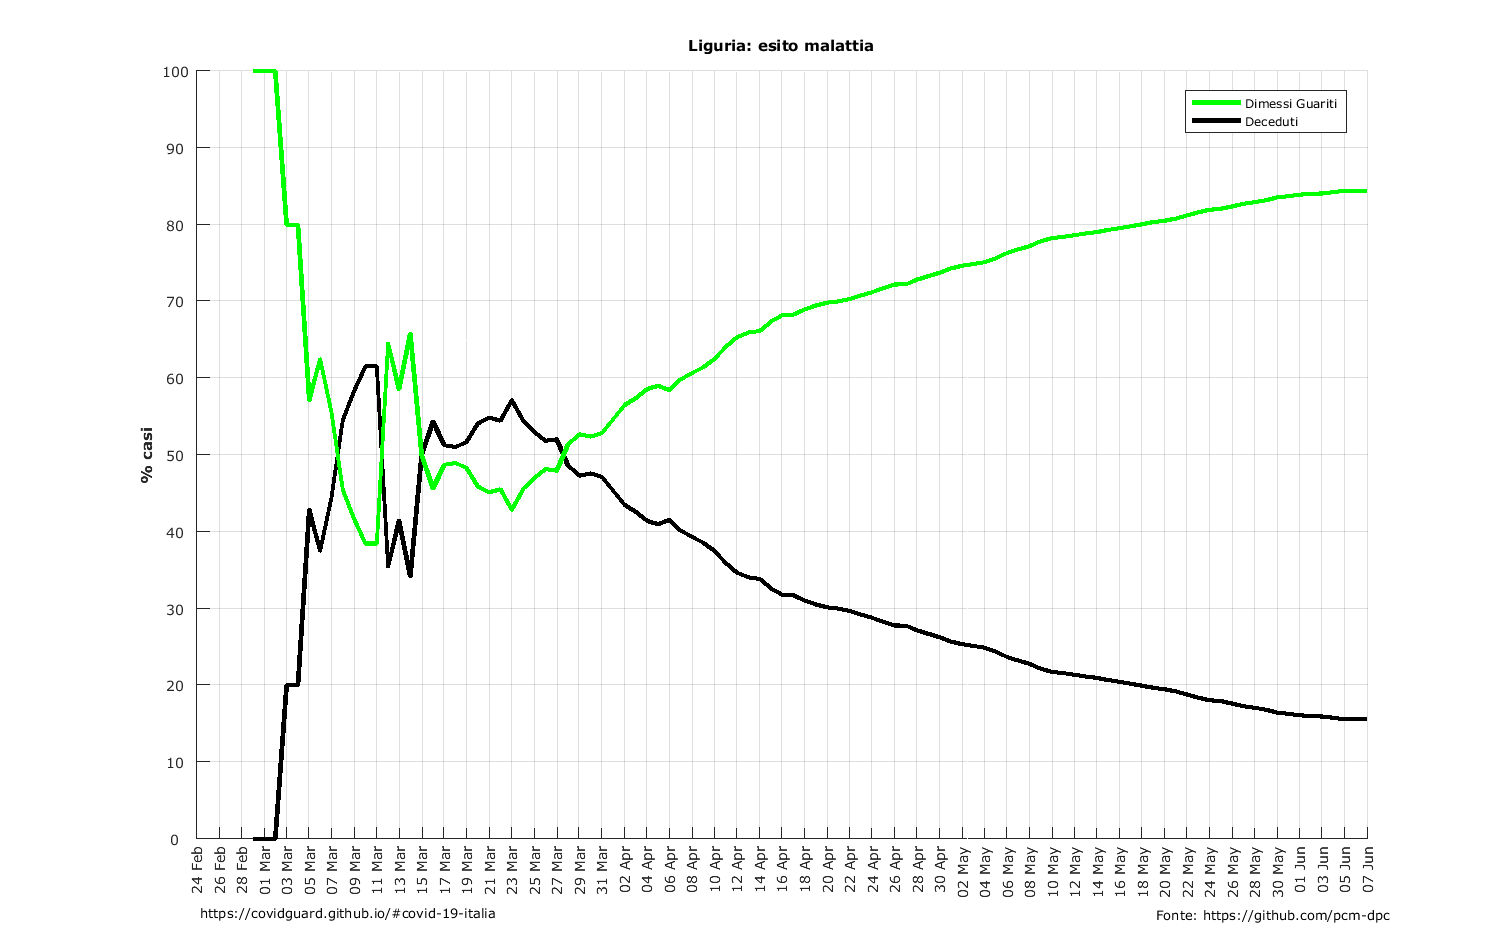 Liguria: esito malattia
100
90
80
70
60
50
40
30
20
10
0
% casi
Dimessi Guariti
Deceduti
24 Feb
26 Feb
28 Feb
01 Mar
03 Mar
05 Mar
07 Mar
09 Mar
11 Mar
13 Mar
15 Mar
17 Mar
19 Mar
21 Mar
23 Mar
25 Mar
27 Mar
29 Mar
31 Mar
02 Apr
04 Apr
06 Apr
08 Apr
10 Apr
12 Apr
14 Apr
16 Apr
18 Apr
20 Apr
22 Apr
24 Apr
26 Apr
28 Apr
30 Apr
02 May
04 May
06 May
08 May
10 May
12 May
14 May
16 May
18 May
20 May
22 May
24 May
26 May
28 May
30 May
01 Jun
03 Jun
05 Jun
07 Jun
https://covidguard.github.io/#covid-19-italia
Fonte: https://github.com/pcm-dpc